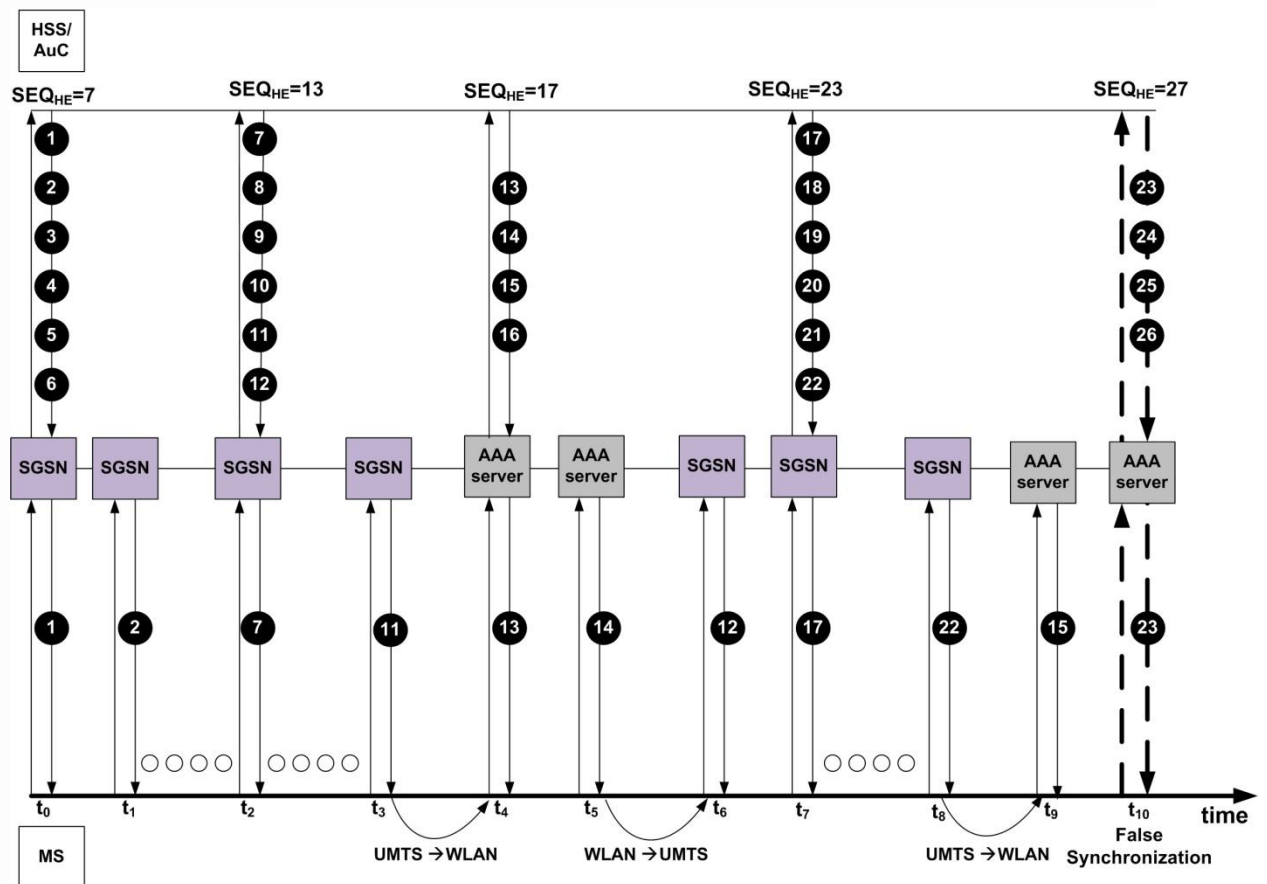 HSS/
AuC
SEQHE=7 SEQHE=13 SEQHE=17 SEQHE=23 SEQHE=27
1 7 17
2 8 13 18 23
3 9 14 19 24
4 10 15 20 25
5 11 16 21 26
6 12 22
SGSN SGSN SGSN SGSN AAA server AAA server SGSN SGSN SGSN AAA server AAA server
1 2 7 11 13 14 12 17 22 15 23
t0 t1 t2 t3 t4 t5 t6 t7 t8 t9 t10 time
UMTS →WLAN WLAN →UMTS UMTS →WLAN False
Synchronization
MS